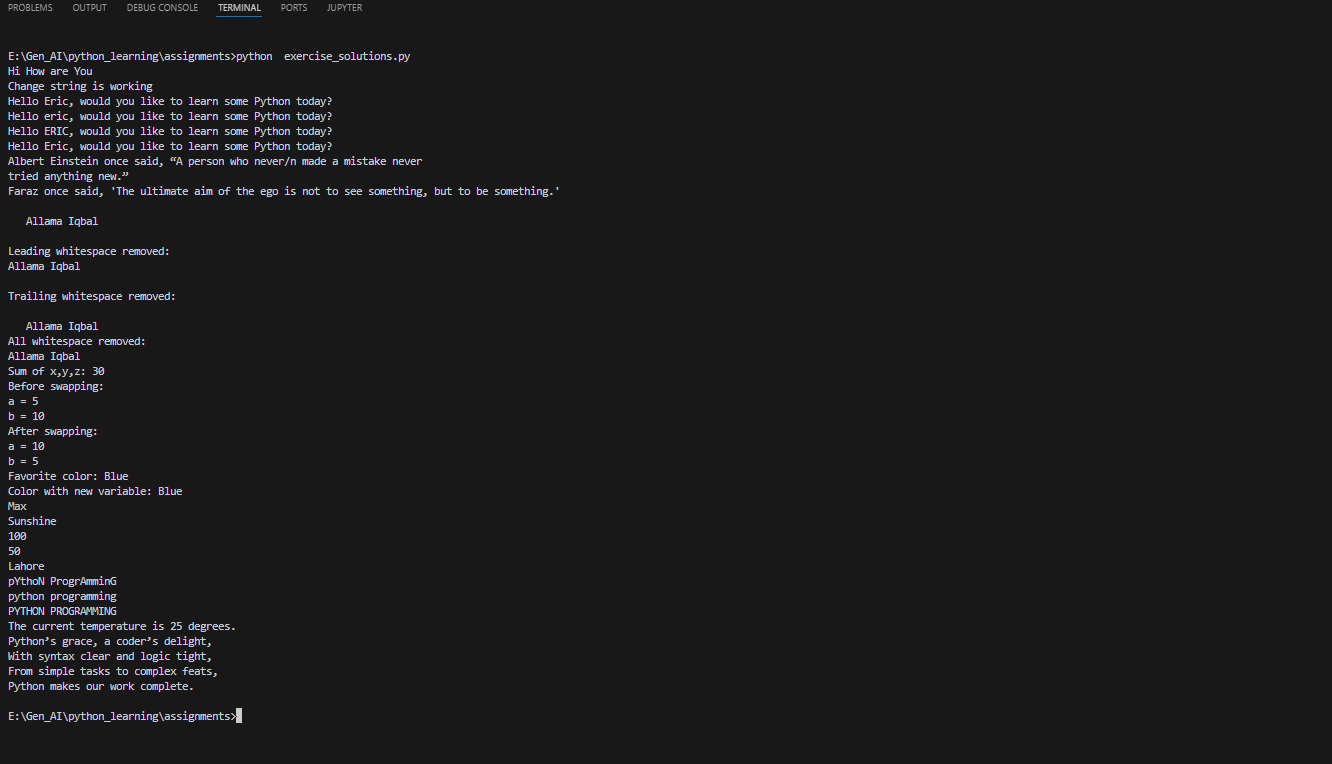 PROBLEMS OUTPUT DEBUG CONSOLE TERMINAL PORTS JUPYTER
E:\Gen_AI\python_learning\assignments>python  exercise_solutions.py
Hi How are You
Change string is working
Hello Eric, would you like to learn some Python today?
Hello eric, would you like to learn some Python today?
Hello ERIC, would you like to learn some Python today?
Hello Eric, would you like to learn some Python today?
Albert Einstein once said, “A person who never/n made a mistake never
tried anything new.”
Faraz once said, 'The ultimate aim of the ego is not to see something, but to be something.'
Allama Iqbal
Leading whitespace removed:
Allama Iqbal
Trailing whitespace removed:
Allama Iqbal
All whitespace removed:
Allama Iqbal
Sum of x,y,z: 30
Before swapping:
a = 5
b = 10
After swapping:
a = 10
b = 5
Favorite color: Blue
Color with new variable: Blue
Max
Sunshine
100
50
Lahore
pYthoN ProgrAmminG
python programming
PYTHON PROGRAMMING
The current temperature is 25 degrees.
Python’s grace, a coder’s delight,
With syntax clear and logic tight,
From simple tasks to complex feats,
Python makes our work complete.
E:\Gen_AI\python_learning\assignments>